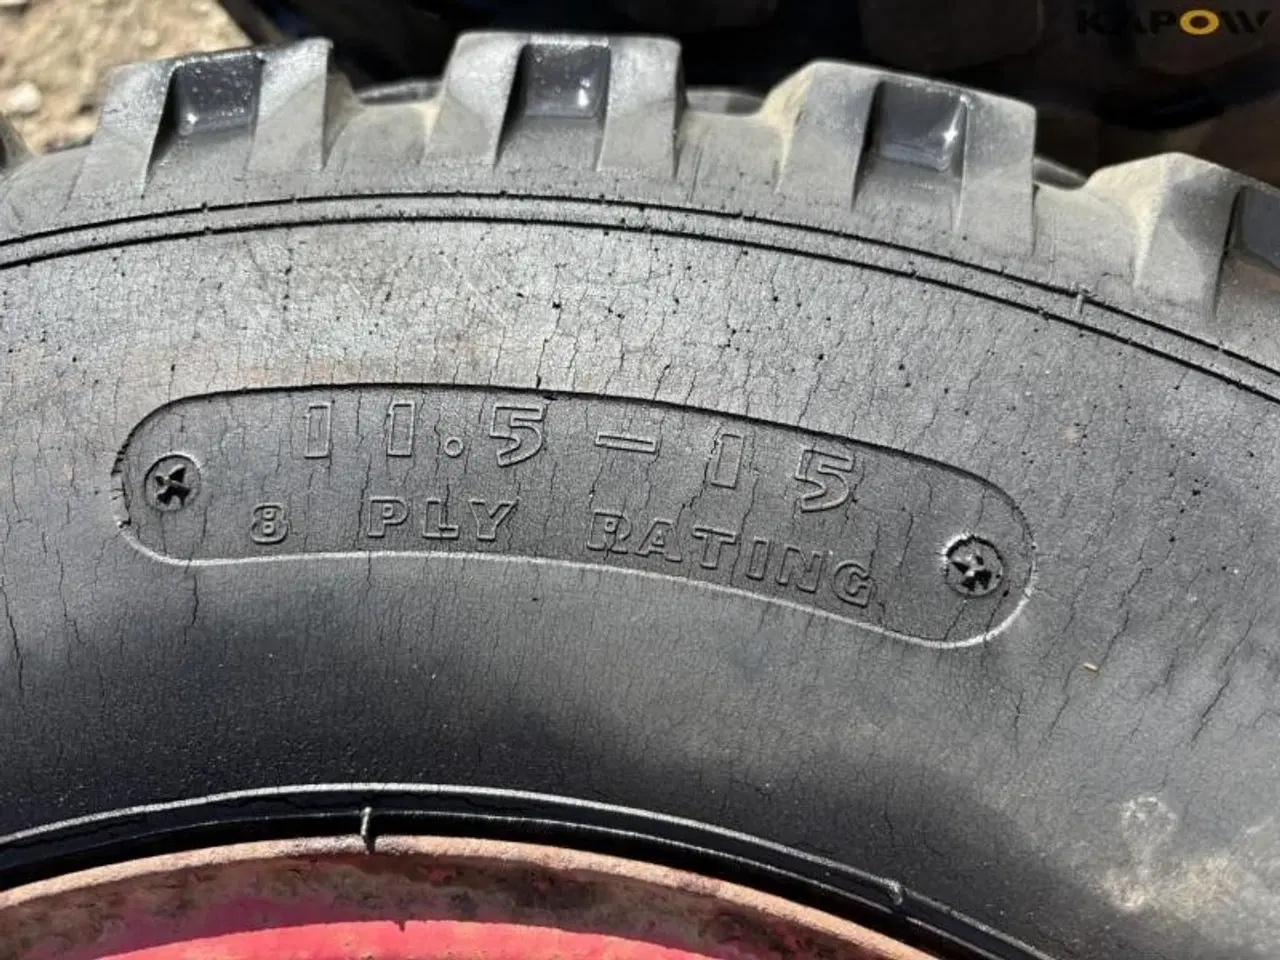 KAPOW
11.5-15
8 PLY RATING